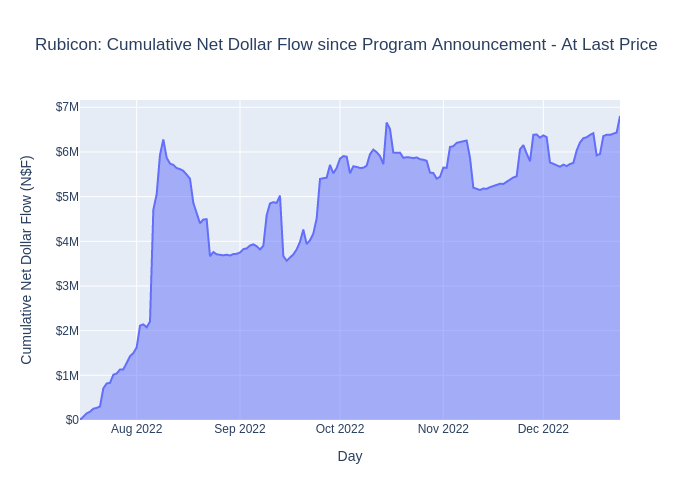 Rubicon: Cumulative Net Dollar Flow since Program Announcement - At Last Price
Cumulative Net Dollar Flow (N$F)
$7M
$6M
$5M
$4M
$3M
$2M
$1M
$0
Aug 2022 Sep 2022 Oct 2022 Nov 2022 Dec 2022
Day